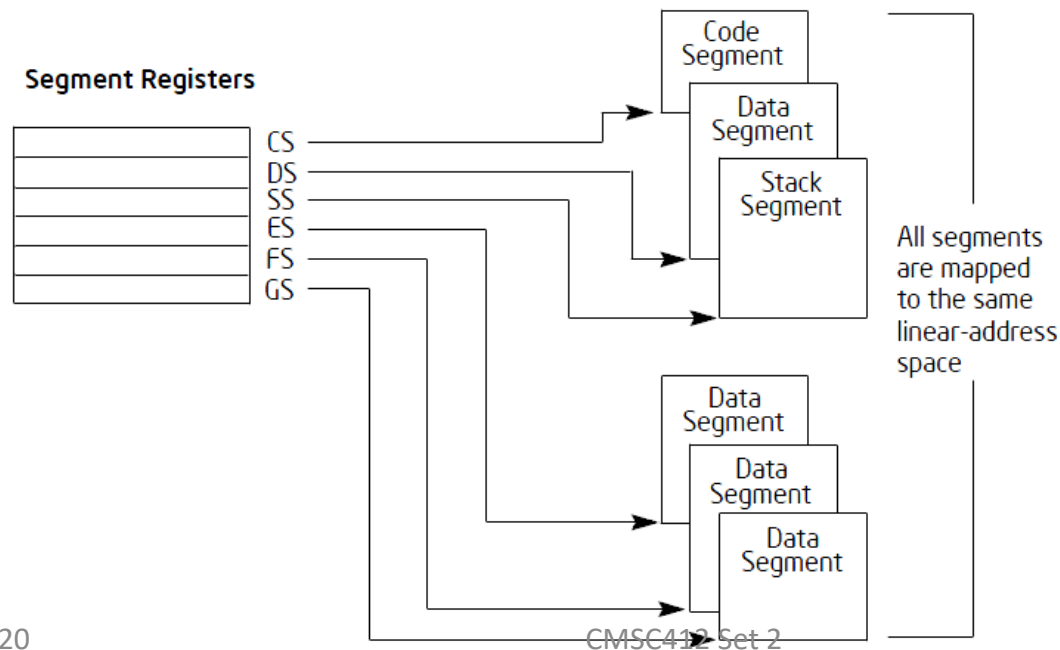 Code
Segment
Segment Registers
Data
Segment
CS
DS
SS
ES
FS
GS
Stack
Segment
All segments
are mapped
to the same
linear-address
space
Data
Segment
Data
Segment
Data
Segment
20
CMSC412 Set 2